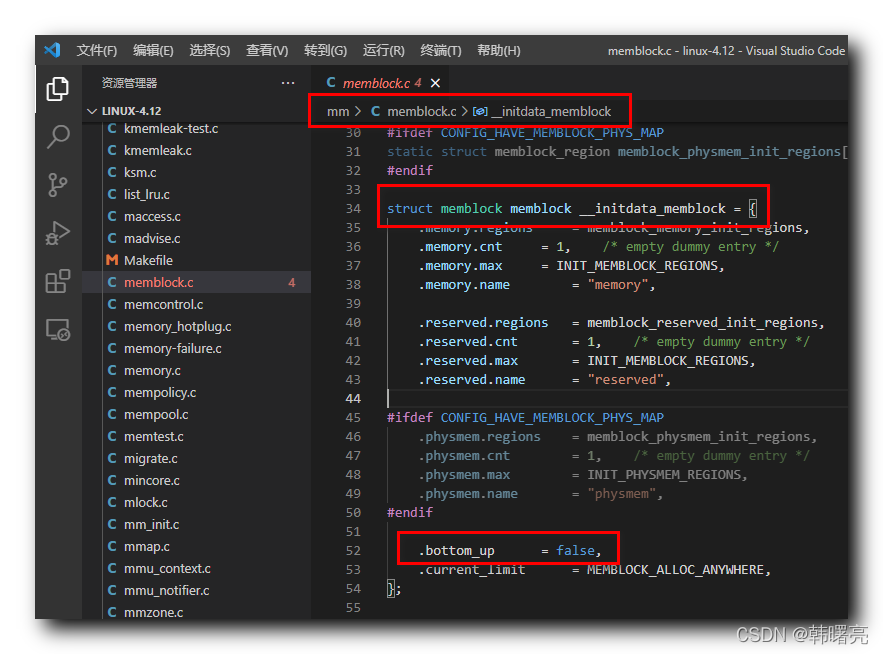 文件(F) 编辑(E) 选择(S) 查看(V) 转到(G) 运行(R) 终端(T) 帮助(H) memblock.c - linux-4.12 - Visual Studio Code
资源管理器 ···
LINUX-4.12
kmemleak-test.c
C kmemleak.c
C ksm.c
C list_lru.c
C maccess.c
C madvise.c
M Makefile
C memblock.c 4
C memcontrol.c
C memory_hotplug.c
C memory-failure.c
C memory.c
C mempolicy.c
C mempool.c
C memtest.c
C migrate.c
C mincore.c
C mlock.c
C mm_init.c
C mmap.c
C mmu_context.c
C mmu_notifier.c
C mmzone.c
C memblock.c 4 ×
mm > C memblock.c > __initdata_memblock
30 #ifdef CONFIG_HAVE_MEMBLOCK_PHYS_MAP
31 static struct memblock_region memblock_physmem_init_regions[
32 #endif
33
34 struct memblock memblock __initdata_memblock = {
35 .memory.regions = memblock_memory_init_regions,
36 .memory.cnt = 1, /* empty dummy entry */
37 .memory.max = INIT_MEMBLOCK_REGIONS,
38 .memory.name = "memory",
39
40 .reserved.regions = memblock_reserved_init_regions,
41 .reserved.cnt = 1, /* empty dummy entry */
42 .reserved.max = INIT_MEMBLOCK_REGIONS,
43 .reserved.name = "reserved",
44
45 #ifdef CONFIG_HAVE_MEMBLOCK_PHYS_MAP
46 .physmem.regions = memblock_physmem_init_regions,
47 .physmem.cnt = 1, /* empty dummy entry */
48 .physmem.max = INIT_PHYSMEM_REGIONS,
49 .physmem.name = "physmem",
50 #endif
51
52 .bottom_up = false,
53 .current_limit = MEMBLOCK_ALLOC_ANYWHERE,
54 };
55
CSDN @韩曙亮